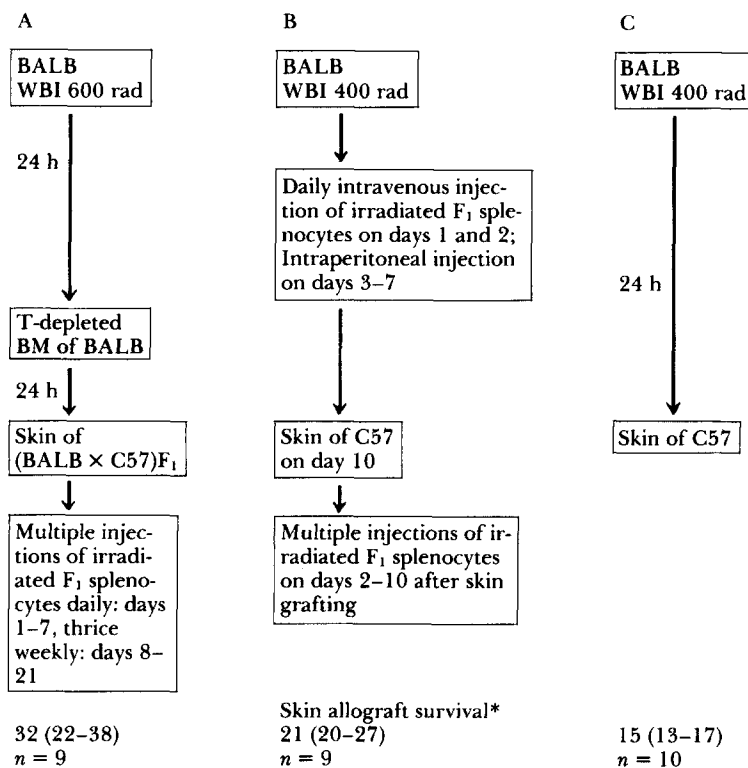 A
BALB
WBI 600 rad
24 h
T-depleted
BM of BALB
24 h
Skin of
(BALB × C57)F₁
Multiple injec-
tions of irradi-
ated F₁ spleno-
cytes daily: days
1–7, thrice
weekly: days 8–
21
32 (22–38)
n = 9
B
BALB
WBI 400 rad
Daily intravenous injec-
tion of irradiated F₁ sple-
nocytes on days 1 and 2;
Intraperitoneal injection
on days 3–7
Skin of C57
on day 10
Multiple injections of ir-
radiated F₁ splenocytes
on days 2–10 after skin
grafting
Skin allograft survival*
21 (20–27)
n = 9
C
BALB
WBI 400 rad
24 h
Skin of C57
15 (13–17)
n = 10